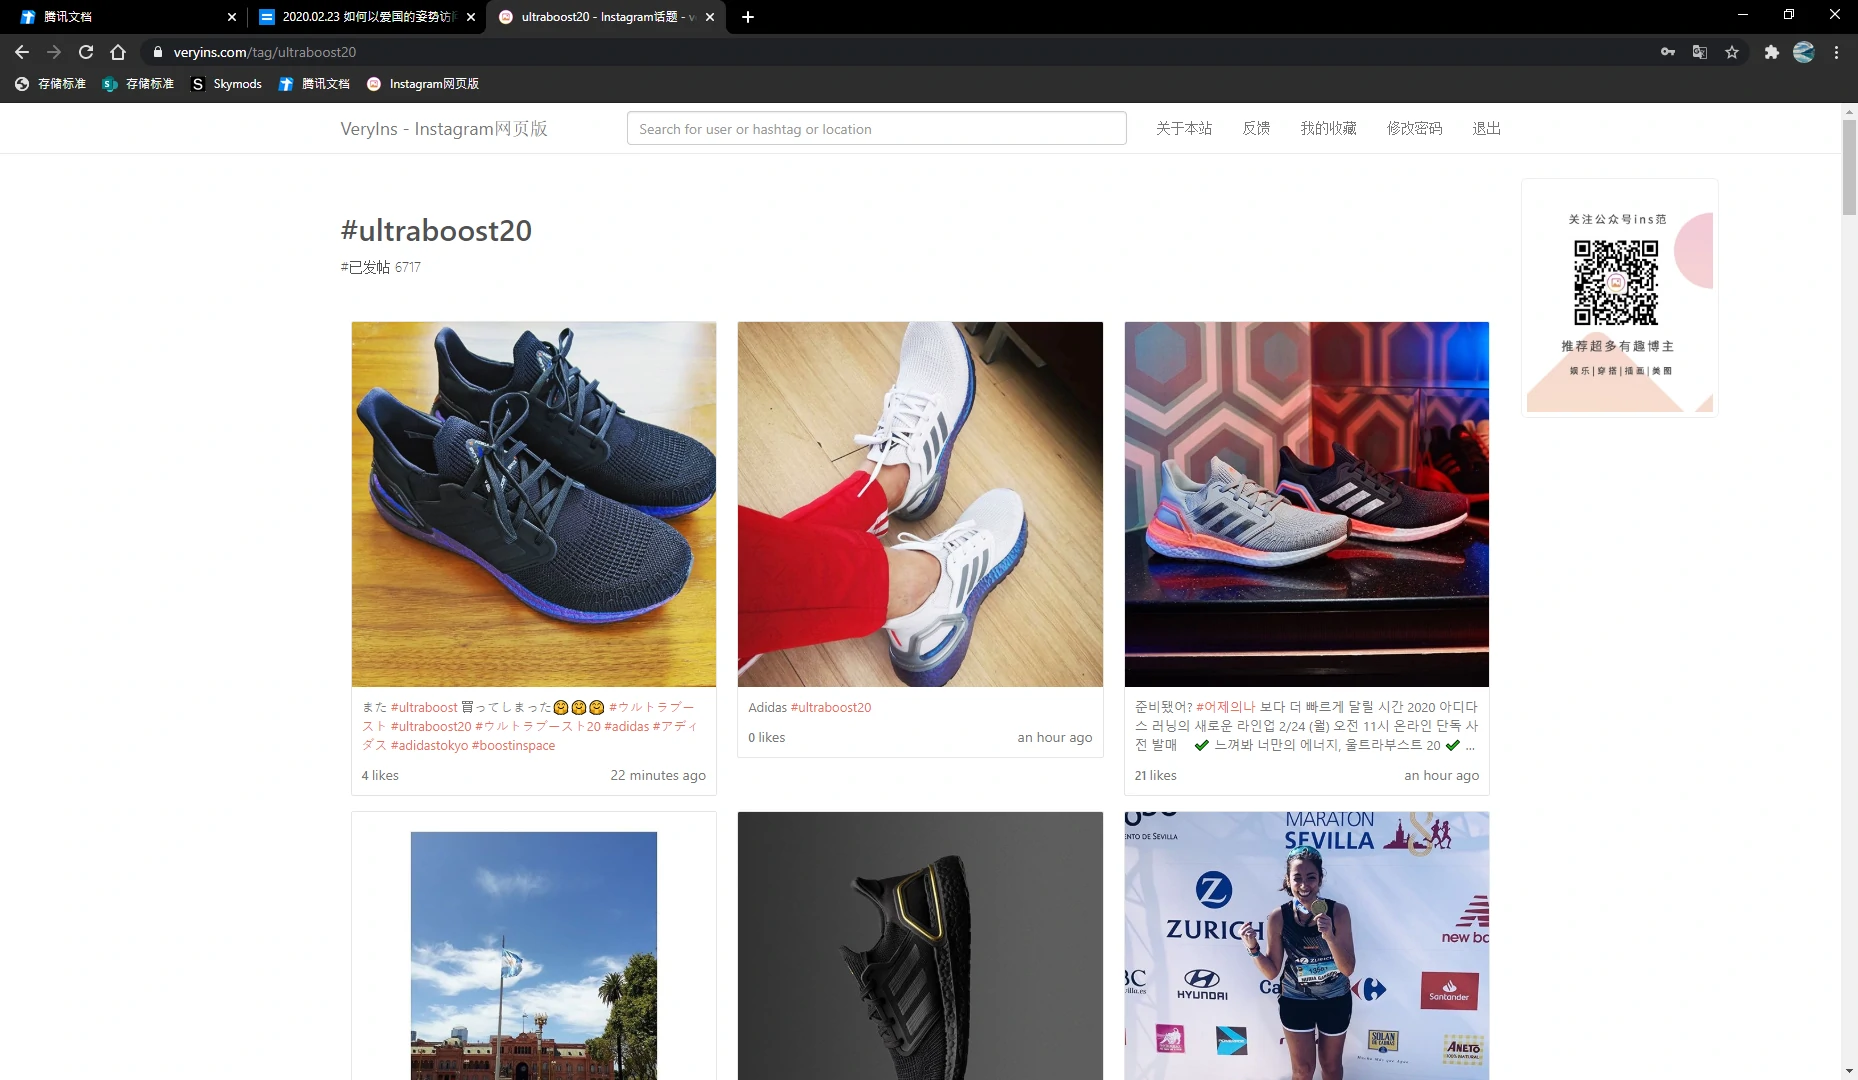 腾讯文档
2020.02.23 如何以爱国的姿势访问
ultraboost20 - Instagram话题 - v
veryins.com/tag/ultraboost20
存储标准
存储标准
Skymods
腾讯文档
Instagram网页版
VeryIns - Instagram网页版
Search for user or hashtag or location
关于本站
反馈
我的收藏
修改密码
退出
#ultraboost20
#已发帖 6717
关注公众号ins范
推荐超多有趣博主
娱乐|穿搭|插画|美图
また #ultraboost 買ってしまった🤗🤗🤗 #ウルトラブー
スト #ultraboost20 #ウルトラブースト20 #adidas #アディ
ダス #adidastokyo #boostinspace
4 likes
22 minutes ago
Adidas #ultraboost20
0 likes
an hour ago
준비됐어? #어제의나 보다 더 빠르게 달릴 시간 2020 아디다
스 러닝의 새로운 라인업 2/24 (월) 오전 11시 온라인 단독 사
전 발매 ✔ 느껴봐 너만의 에너지, 울트라부스트 20 ✔ ...
21 likes
an hour ago
MARATON
SEVILLA
ENTO DE SEVILLA
ZURICH
new ba
HYUNDAI
Ca
Santander
ZURICH
SOLAN
DE CABRAS
ANETO
100% NATURAL